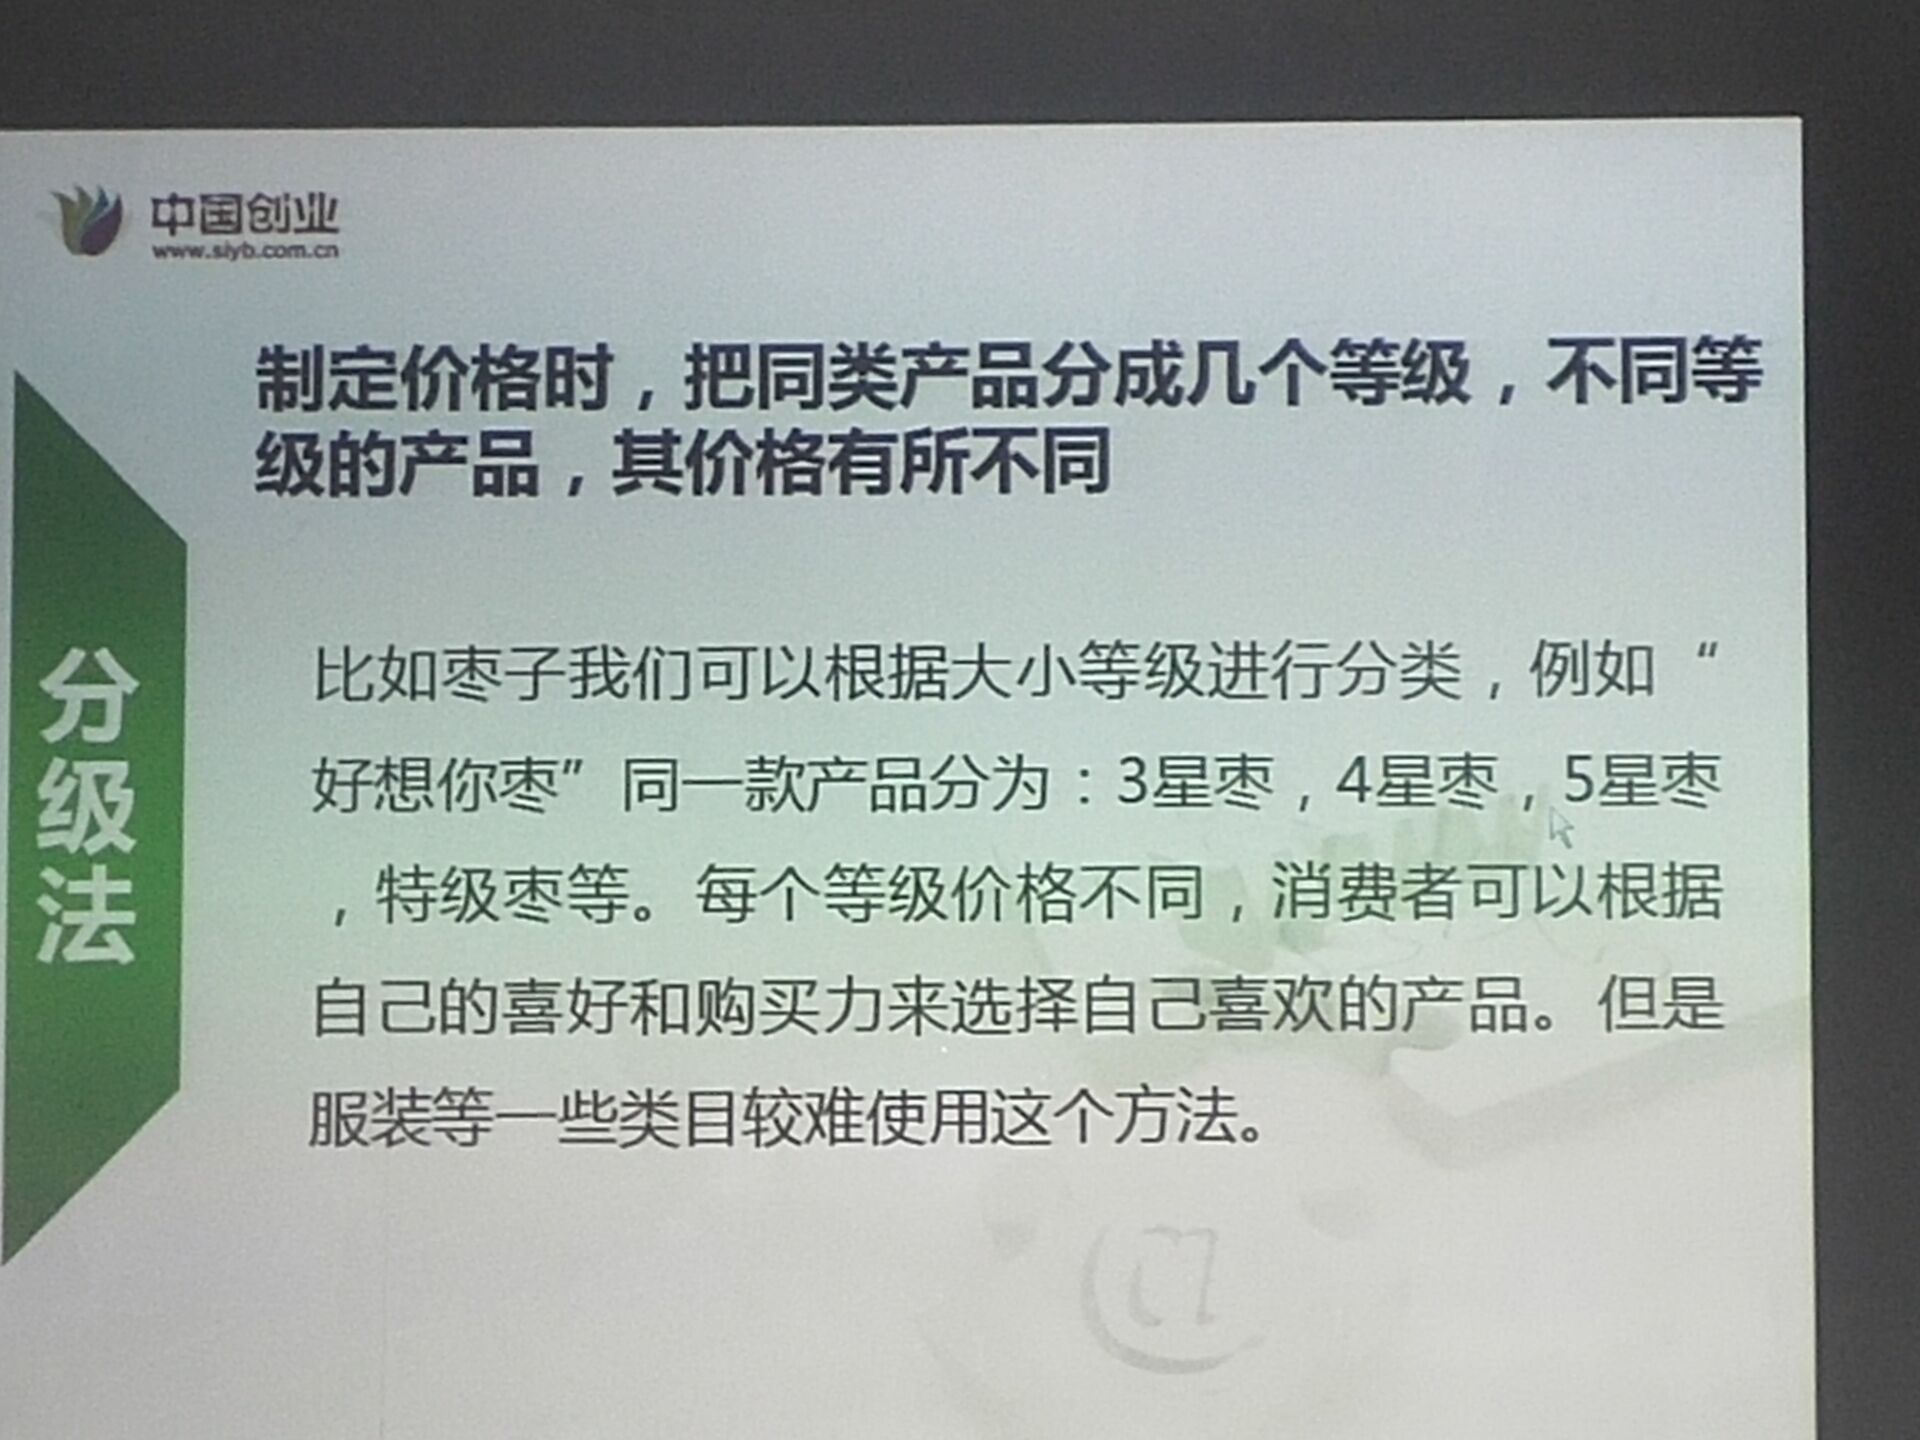 中国创业
www.siyb.com.cn
制定价格时，把同类产品分成几个等级，不同等
级的产品，其价格有所不同
分级法
比如枣子我们可以根据大小等级进行分类，例如“
好想你枣”同一款产品分为：3星枣，4星枣，5星枣
，特级枣等。每个等级价格不同，消费者可以根据
自己的喜好和购买力来选择自己喜欢的产品。但是
服装等一些类目较难使用这个方法。